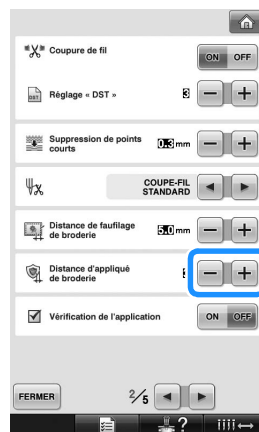 Coupure de fil
ON OFF
DST
Réglage « DST » 3 − +
Suppression de points courts 0.3 mm − +
COUPE-FIL STANDARD
Distance de faufilage de broderie 5.0 mm − +
Distance d'appliqué de broderie − +
Vérification de l'application ON OFF
FERMER 2/5
?